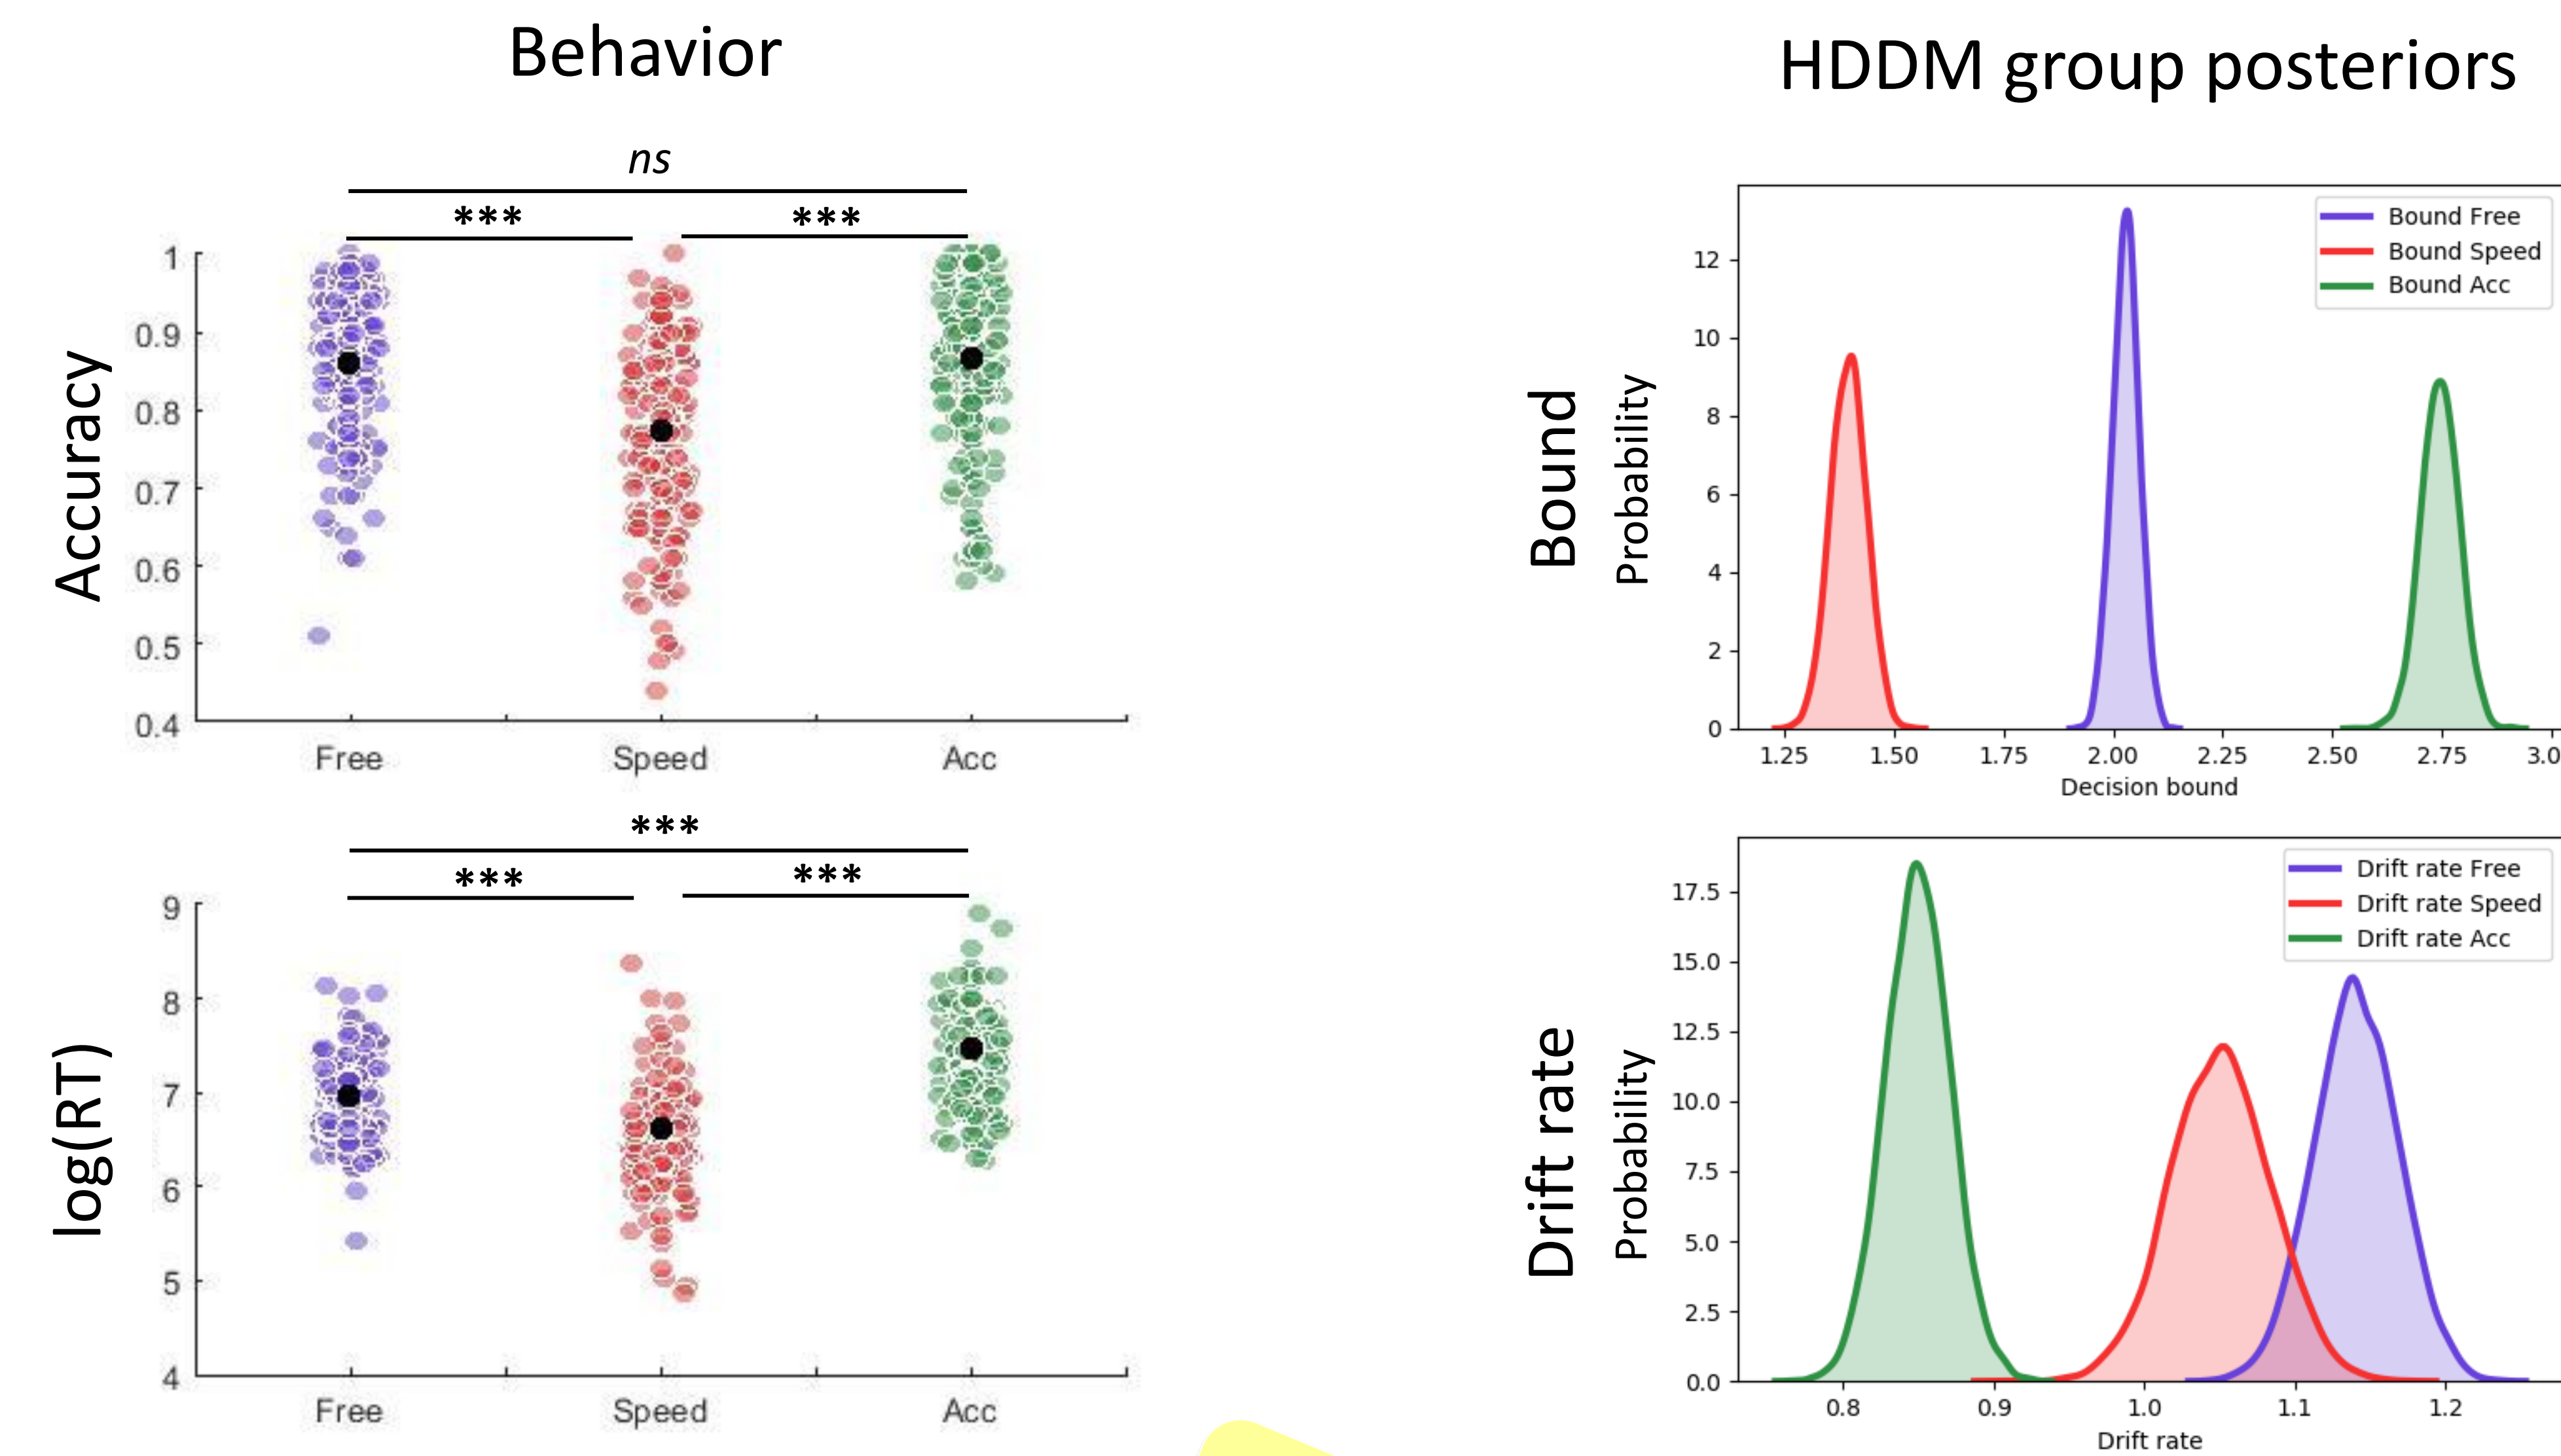 Behavior
ns
***
***
Accuracy
1
0.9
0.8
0.7
0.6
0.5
0.4
Free
Speed
Acc
***
***
***
log(RT)
9
8
7
6
5
4
Free
Speed
Acc
HDDM group posteriors
Bound
Probability
12
10
8
6
4
2
0
Bound Free
Bound Speed
Bound Acc
1.25
1.50
1.75
2.00
2.25
2.50
2.75
3.0
Decision bound
Drift rate
Probability
17.5
15.0
12.5
10.0
7.5
5.0
2.5
0.0
Drift rate Free
Drift rate Speed
Drift rate Acc
0.8
0.9
1.0
1.1
1.2
Drift rate